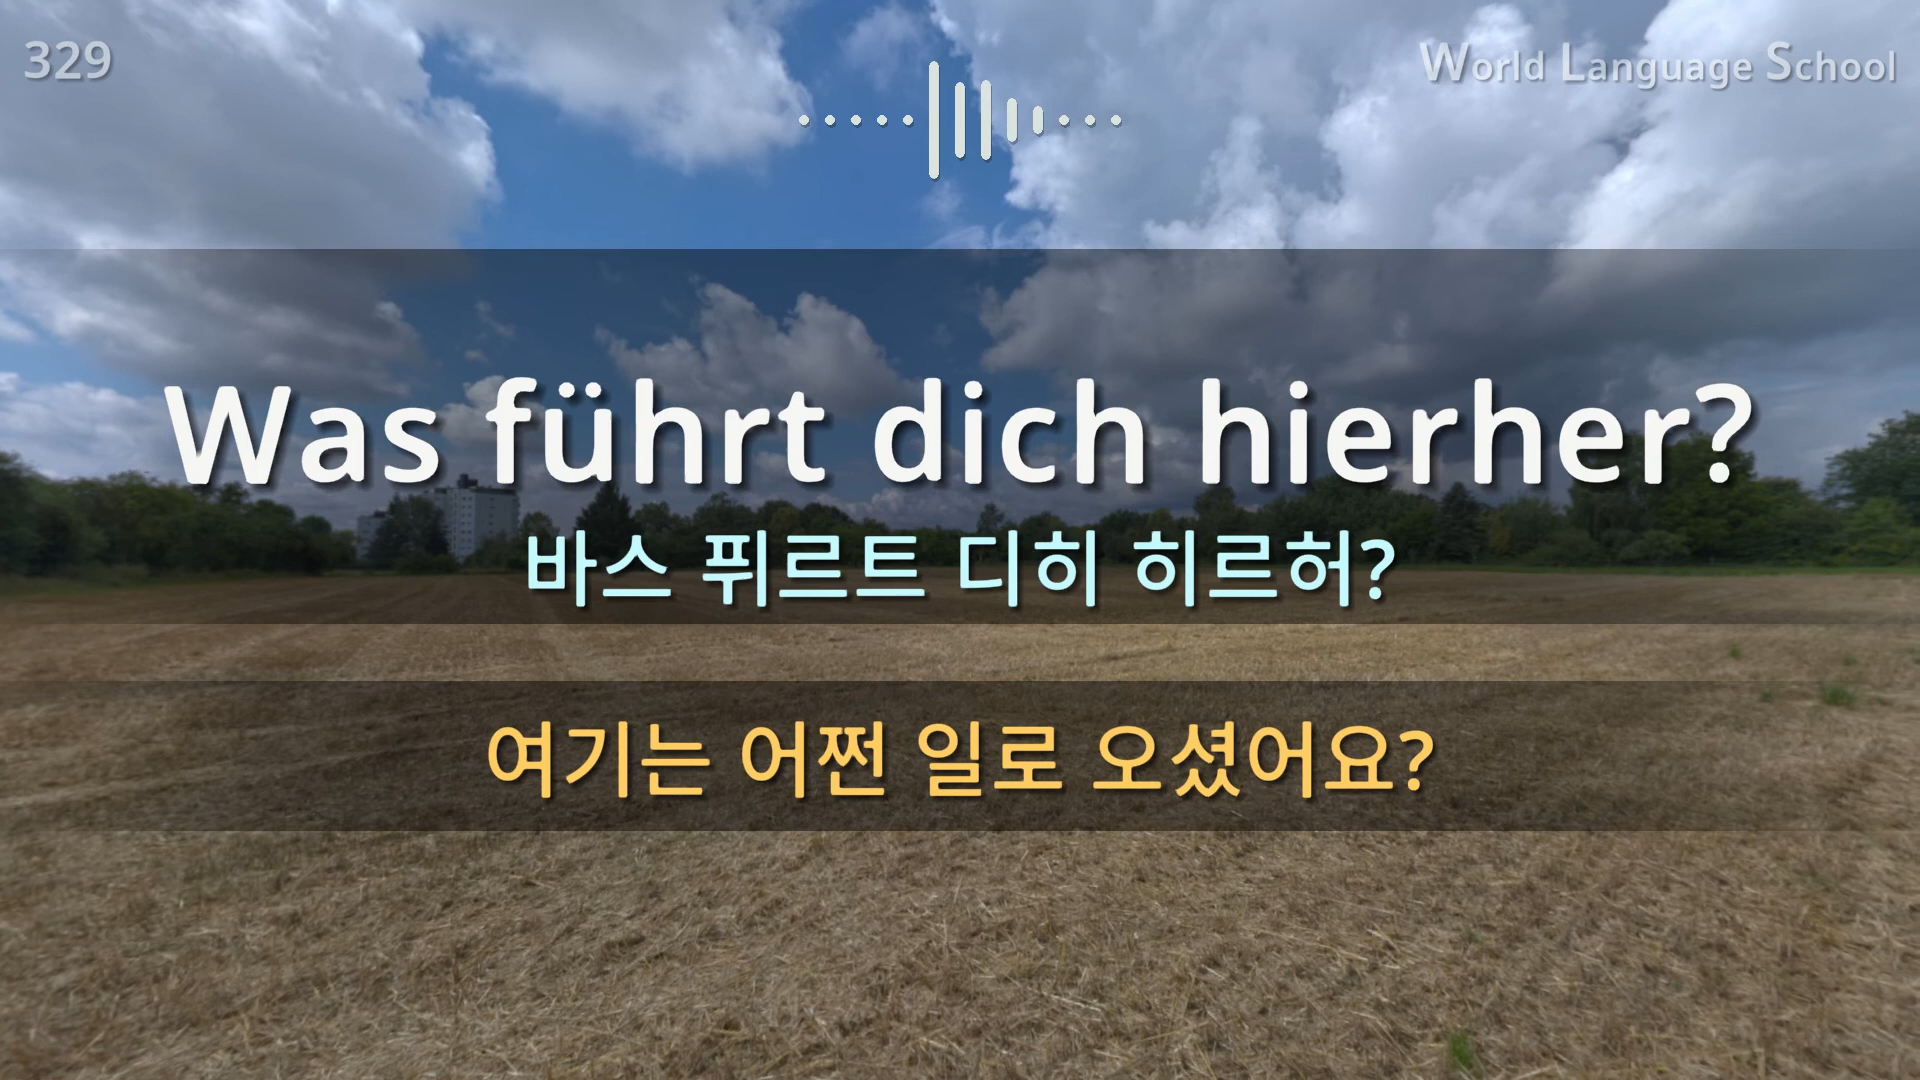 329
World Language School
Was führt dich hierher?
바스 퓌르트 디히 히르허?
여기는 어쩐 일로 오셨어요?